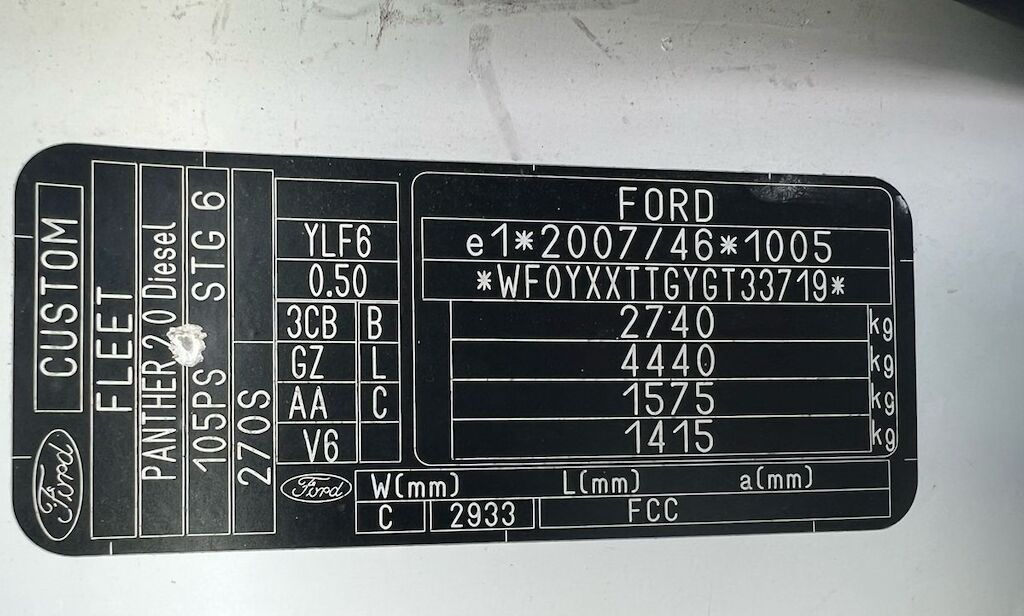 Ford
CUSTOM
FLEET
PANTHER 2.0 Diesel
105PS STG 6
270S
YLF6
0.50
3CB B
GZ L
AA C
V6
FORD
e1*2007/46*1005
*WF0YXXTTGYGT33719*
2740 kg
4440 kg
1575 kg
1415 kg
Ford
W(mm) L(mm) a(mm)
C 2933 FCC